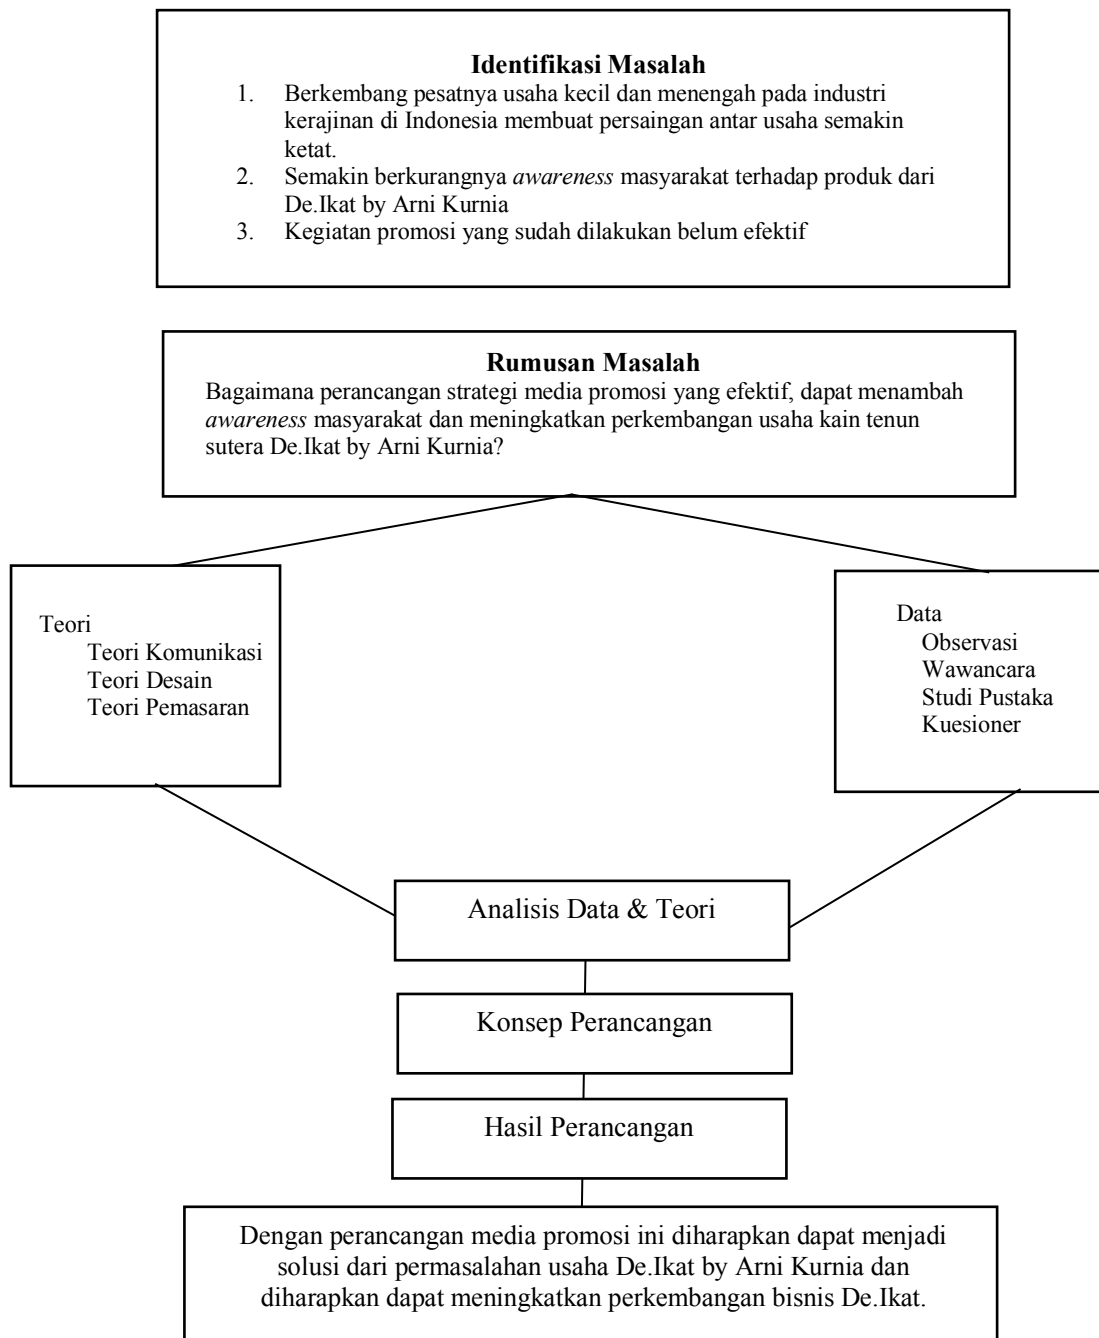 Identifikasi Masalah
1. Berkembang pesatnya usaha kecil dan menengah pada industri
kerajinan di Indonesia membuat persaingan antar usaha semakin
ketat.
2. Semakin berkurangnya awareness masyarakat terhadap produk dari
De.Ikat by Arni Kurnia
3. Kegiatan promosi yang sudah dilakukan belum efektif
Rumusan Masalah
Bagaimana perancangan strategi media promosi yang efektif, dapat menambah
awareness masyarakat dan meningkatkan perkembangan usaha kain tenun
sutera De.Ikat by Arni Kurnia?
Teori
Teori Komunikasi
Teori Desain
Teori Pemasaran
Data
Observasi
Wawancara
Studi Pustaka
Kuesioner
Analisis Data & Teori
Konsep Perancangan
Hasil Perancangan
Dengan perancangan media promosi ini diharapkan dapat menjadi
solusi dari permasalahan usaha De.Ikat by Arni Kurnia dan
diharapkan dapat meningkatkan perkembangan bisnis De.Ikat.